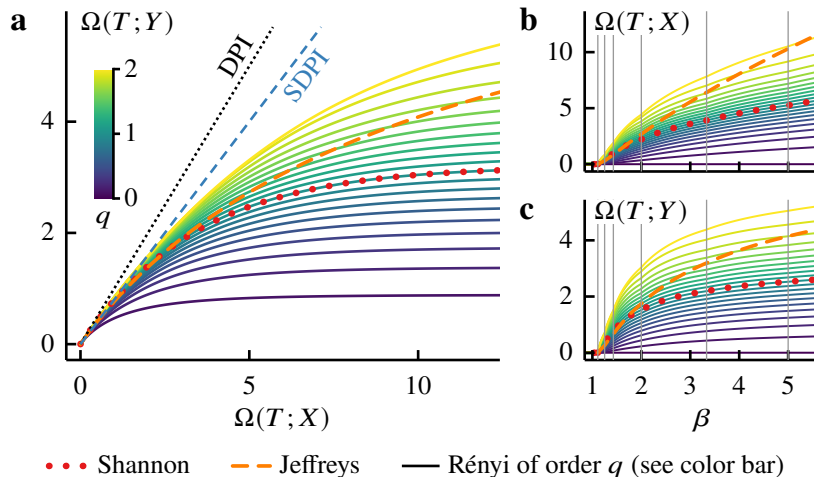 a
Ω(T; Y)
DPI
SDPI
2
1
0
q
4
2
0
0
5
10
Ω(T; X)
b
Ω(T; X)
10
5
0
c
Ω(T; Y)
4
2
0
1 2 3 4 5
β
Shannon
Jeffreys
Rényi of order q (see color bar)